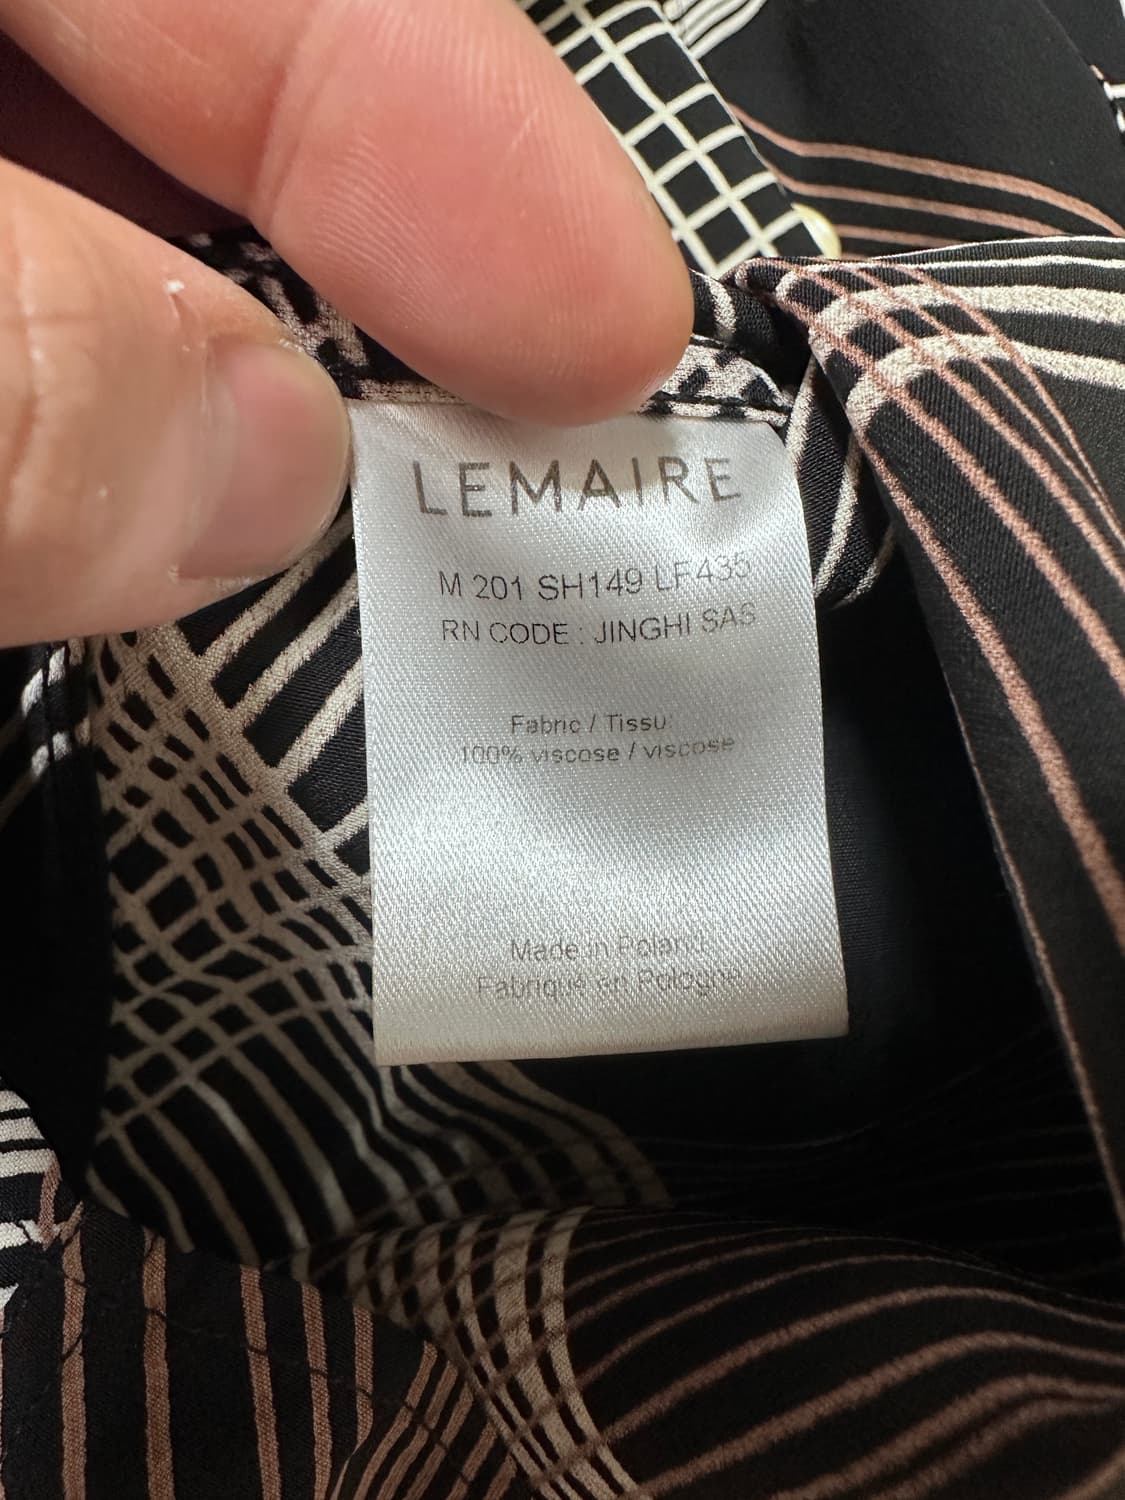 LEMAIRE
M 201 SH149 LF435
RN CODE : JINGHI SAS
Fabric / Tissu
100% viscose / viscose
Made in Poland
Fabriqué en Pologne